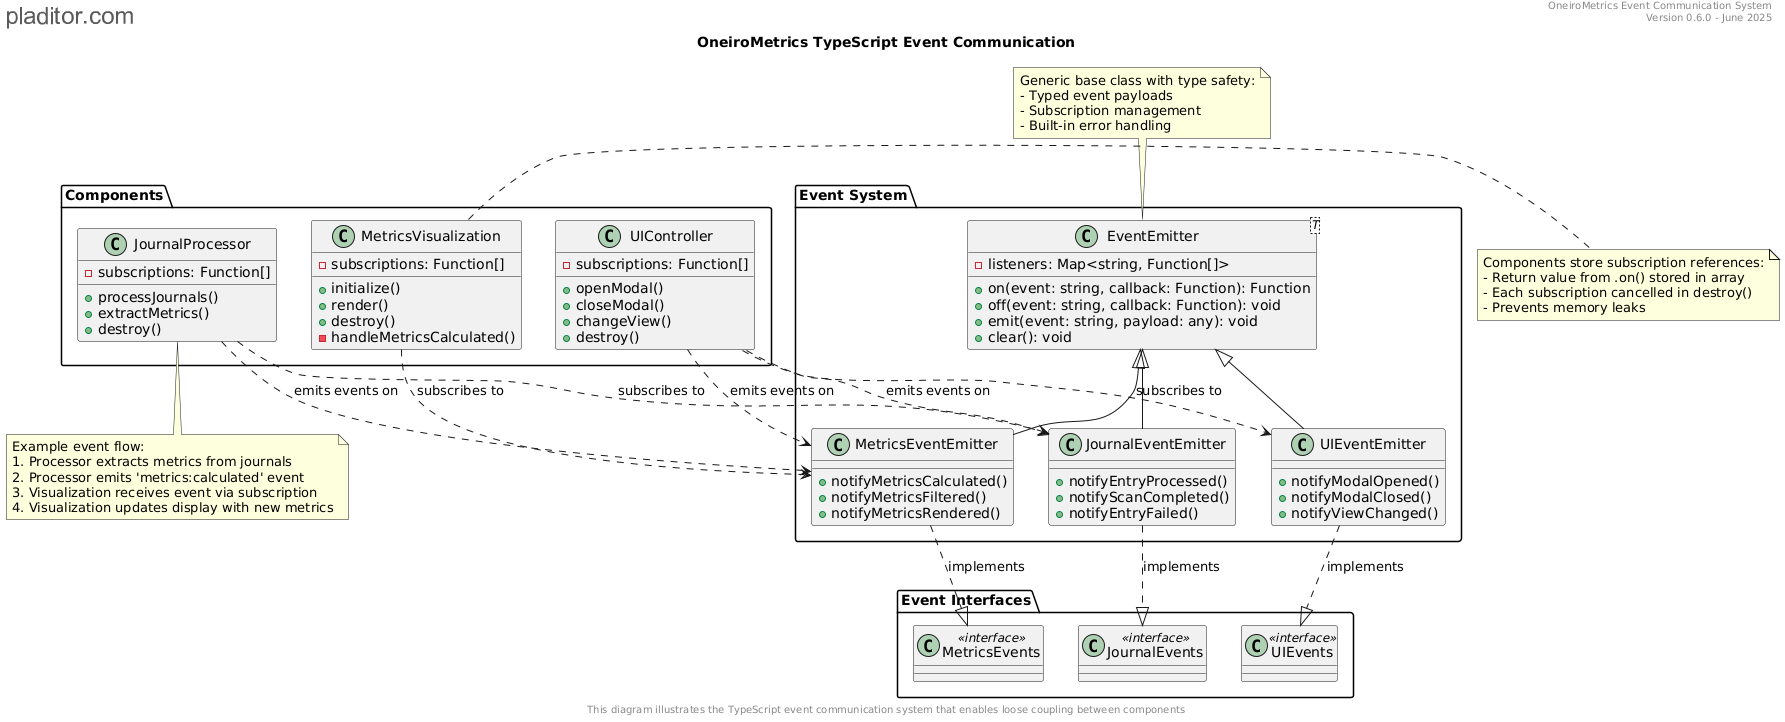 pladitor.com
OneiroMetrics Event Communication System
Version 0.6.0 - June 2025
OneiroMetrics TypeScript Event Communication
Generic base class with type safety:
- Typed event payloads
- Subscription management
- Built-in error handling
Components
C JournalProcessor
subscriptions: Function[]
processJournals()
extractMetrics()
destroy()
C MetricsVisualization
subscriptions: Function[]
initialize()
render()
destroy()
handleMetricsCalculated()
C UIController
subscriptions: Function[]
openModal()
closeModal()
changeView()
destroy()
Event System
C EventEmitter
T
listeners: Map<string, Function[]>
on(event: string, callback: Function): Function
off(event: string, callback: Function): void
emit(event: string, payload: any): void
clear(): void
Components store subscription references:
- Return value from .on() stored in array
- Each subscription cancelled in destroy()
- Prevents memory leaks
emits events on
subscribes to
subscribes to
emits events on
emits events on
subscribes to
Example event flow:
1. Processor extracts metrics from journals
2. Processor emits 'metrics:calculated' event
3. Visualization receives event via subscription
4. Visualization updates display with new metrics
C MetricsEventEmitter
notifyMetricsCalculated()
notifyMetricsFiltered()
notifyMetricsRendered()
C JournalEventEmitter
notifyEntryProcessed()
notifyScanCompleted()
notifyEntryFailed()
C UIEventEmitter
notifyModalOpened()
notifyModalClosed()
notifyViewChanged()
implements
implements
implements
Event Interfaces
C «interface»
MetricsEvents
C «interface»
JournalEvents
C «interface»
UIEvents
This diagram illustrates the TypeScript event communication system that enables loose coupling between components